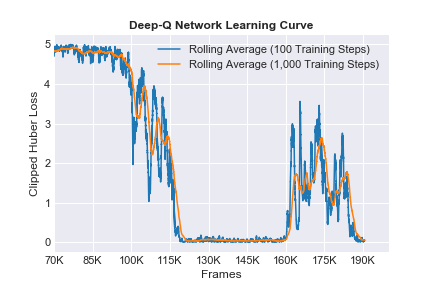 Deep-Q Network Learning Curve
Rolling Average (100 Training Steps)
Rolling Average (1,000 Training Steps)
Clipped Huber Loss
5
4
3
2
1
0
70K 85K 100K 115K 130K 145K 160K 175K 190K
Frames